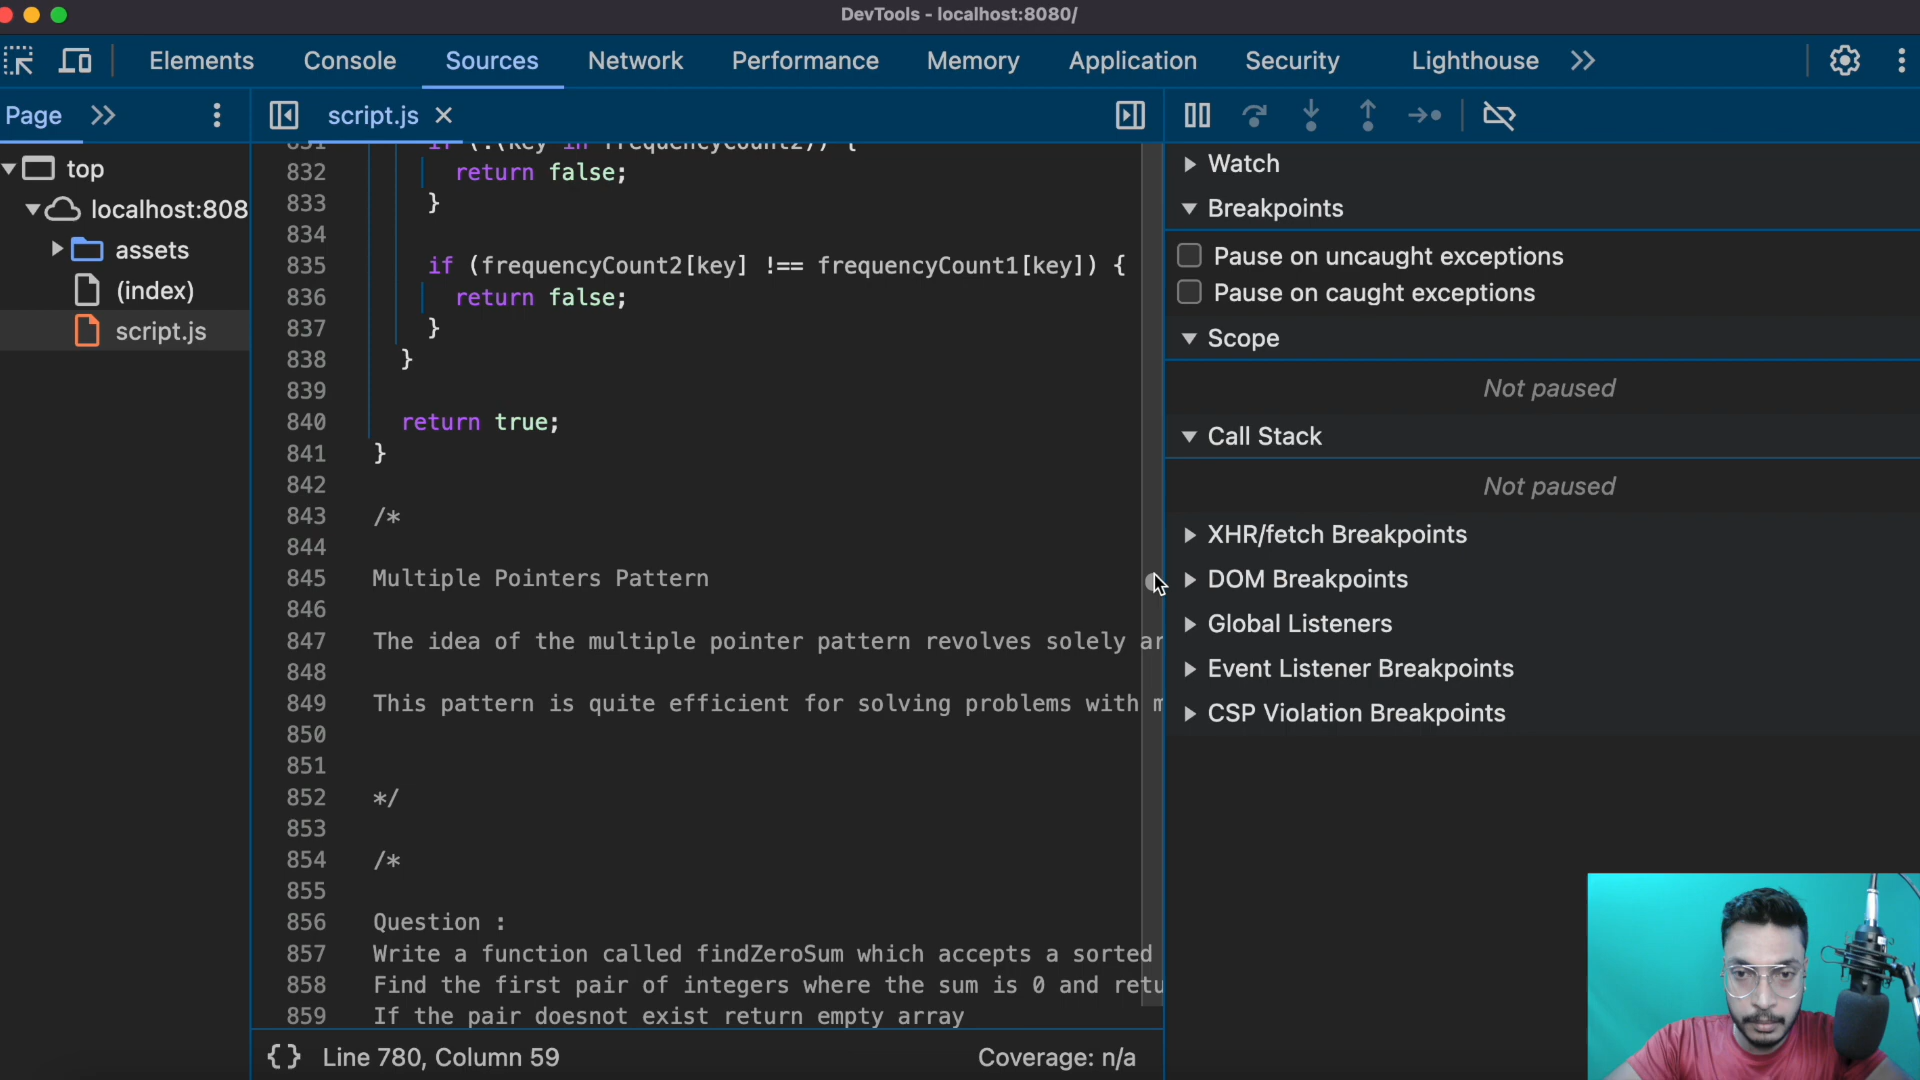 DevTools - localhost:8080/
Elements Console Sources Network Performance Memory Application Security Lighthouse
Page
script.js
top
localhost:808
assets
(index)
script.js
831 if (!(key in frequencyCount2)) {
832 return false;
833 }
834
835 if (frequencyCount2[key] !== frequencyCount1[key]) {
836 return false;
837 }
838 }
839
840 return true;
841 }
842
843 /*
844
845 Multiple Pointers Pattern
846
847 The idea of the multiple pointer pattern revolves solely ar
848
849 This pattern is quite efficient for solving problems with m
850
851
852 */
853
854 /*
855
856 Question :
857 Write a function called findZeroSum which accepts a sorted
858 Find the first pair of integers where the sum is 0 and retu
859 If the pair doesnot exist return empty array
{} Line 780, Column 59
Coverage: n/a
Watch
Breakpoints
Pause on uncaught exceptions
Pause on caught exceptions
Scope
Not paused
Call Stack
Not paused
XHR/fetch Breakpoints
DOM Breakpoints
Global Listeners
Event Listener Breakpoints
CSP Violation Breakpoints